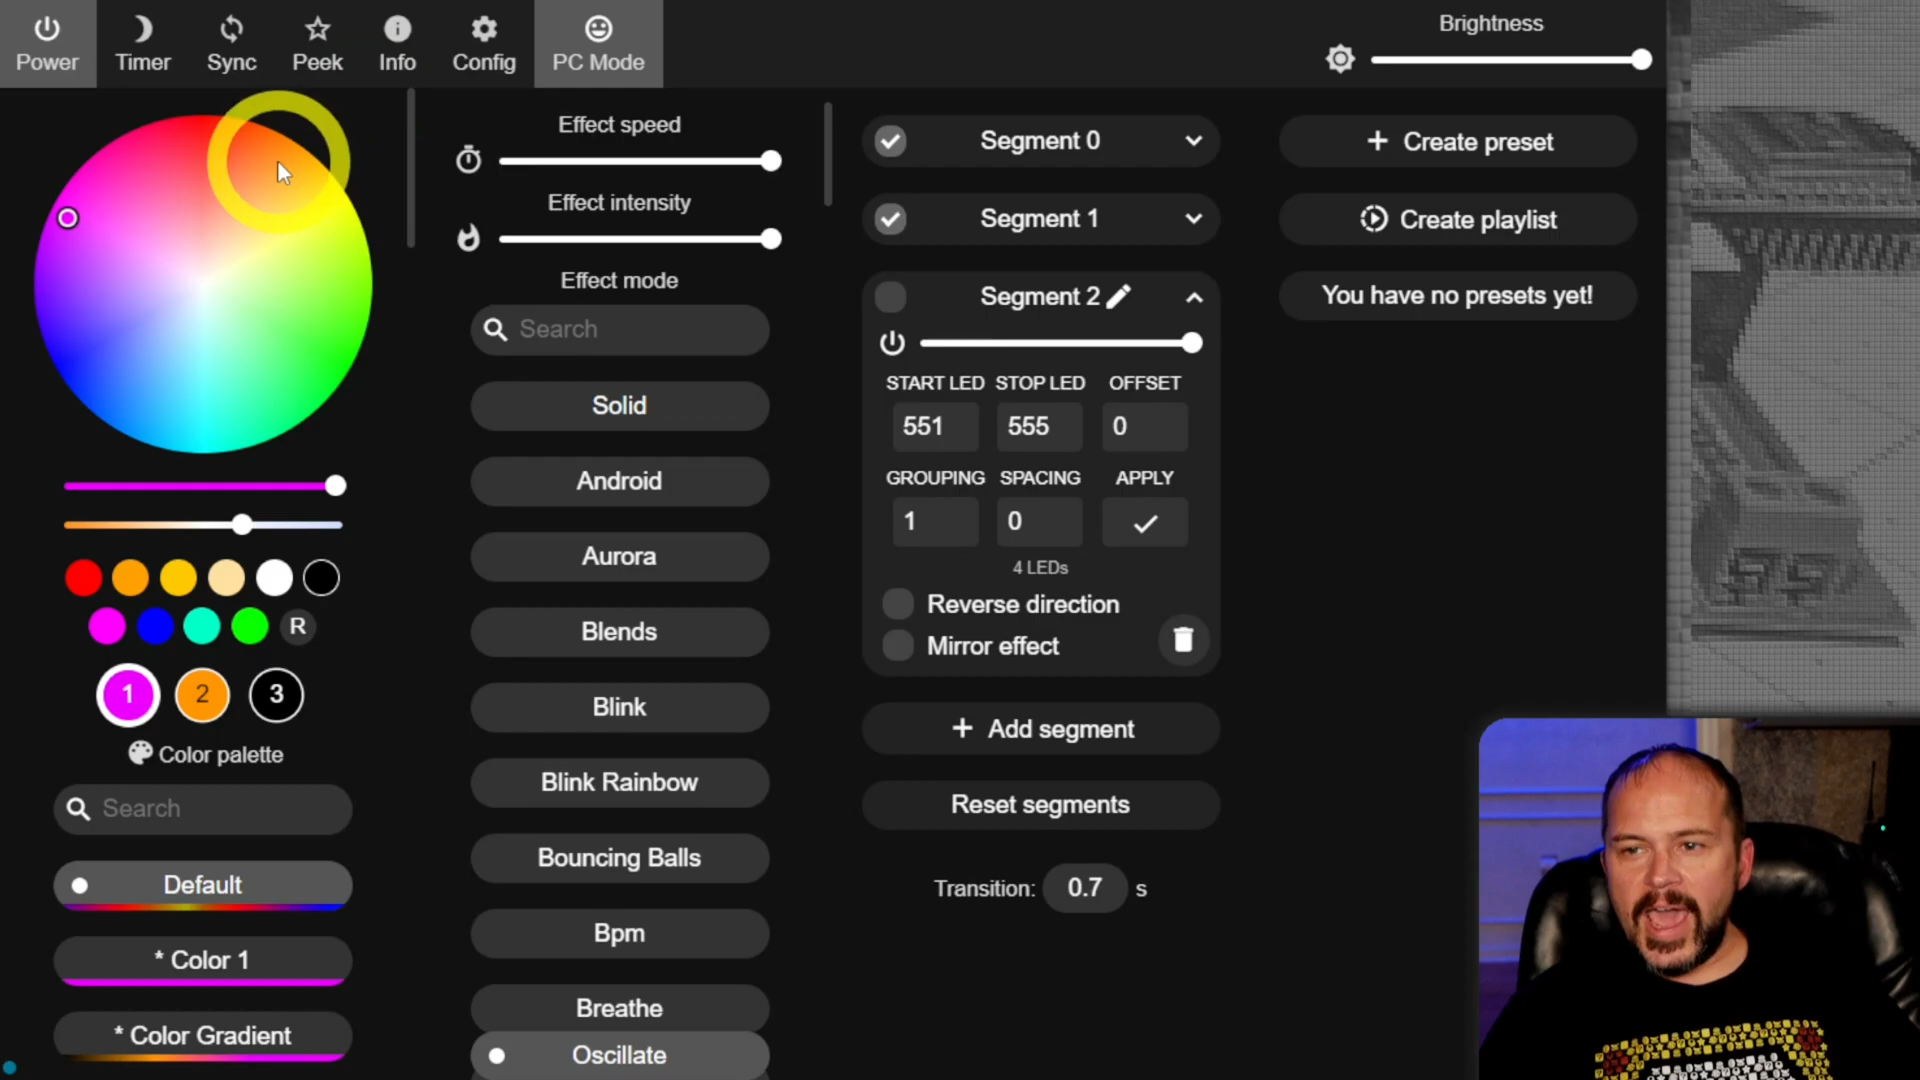 Power
Timer
Sync
Peek
Info
Config
PC Mode
Brightness
Effect speed
Effect intensity
Effect mode
Search
Solid
Android
Aurora
Blends
Blink
Blink Rainbow
Bouncing Balls
Bpm
Breathe
Oscillate
R
1
2
3
Color palette
Search
Default
* Color 1
* Color Gradient
Segment 0
Segment 1
Segment 2
START LED STOP LED OFFSET
551 555 0
GROUPING SPACING APPLY
1 0
4 LEDs
Reverse direction
Mirror effect
+ Add segment
Reset segments
Transition: 0.7 s
+ Create preset
Create playlist
You have no presets yet!